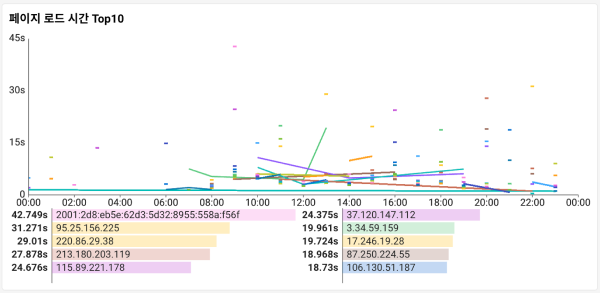 페이지 로드 시간 Top10
45s
30s
15s
0
00:00 02:00 04:00 06:00 08:00 10:00 12:00 14:00 16:00 18:00 20:00 22:00 00:00
42.749s 2001:2d8:eb5e:62d3:5d32:8955:558a:f56f
31.271s 95.25.156.225
29.01s 220.86.29.38
27.878s 213.180.203.119
24.676s 115.89.221.178
24.375s 37.120.147.112
19.961s 3.34.59.159
19.724s 17.246.19.28
18.968s 87.250.224.55
18.73s 106.130.51.187